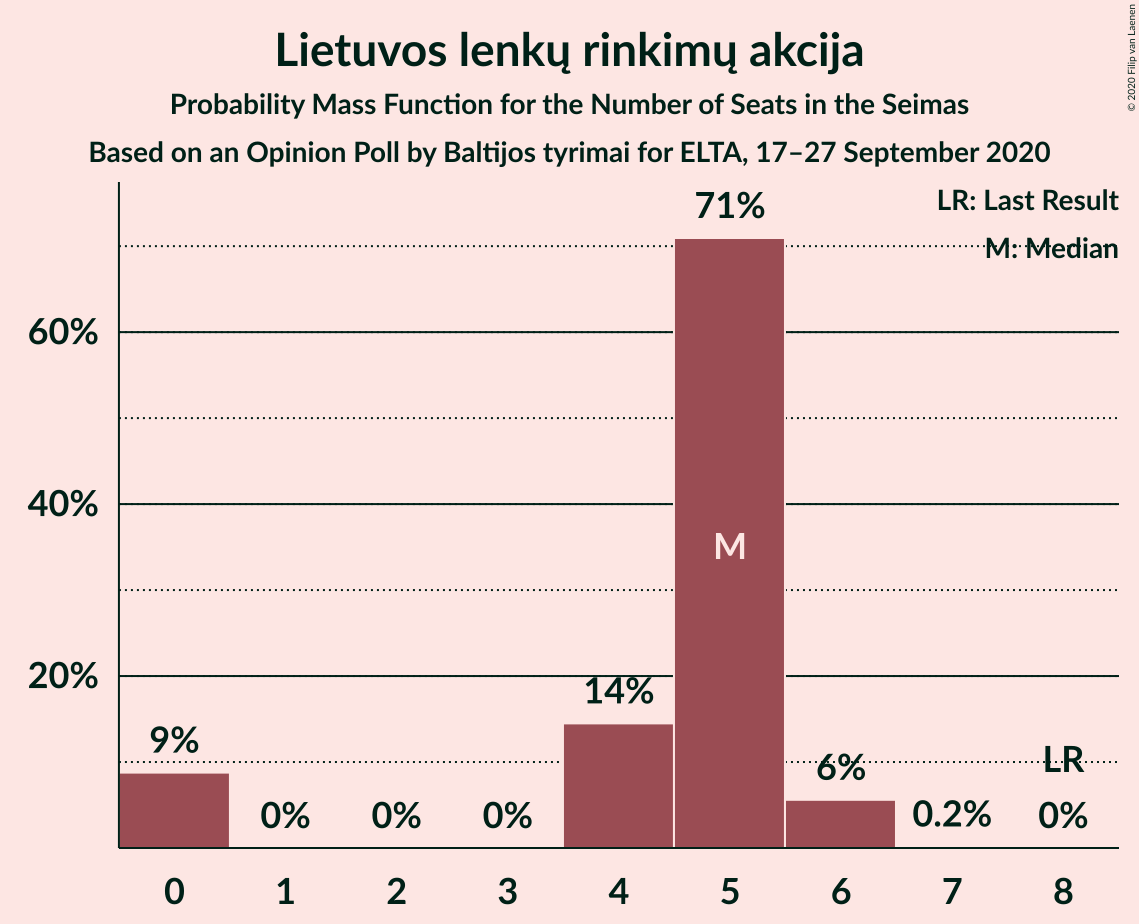 Lietuvos lenkų rinkimų akcija
Probability Mass Function for the Number of Seats in the Seimas
Based on an Opinion Poll by Baltijos tyrimai for ELTA, 17–27 September 2020
© 2020 Filip van Laenen
LR: Last Result
M: Median
60%
40%
20%
9%
0%
0%
0%
14%
71%
M
6%
0.2%
LR
0%
0 1 2 3 4 5 6 7 8